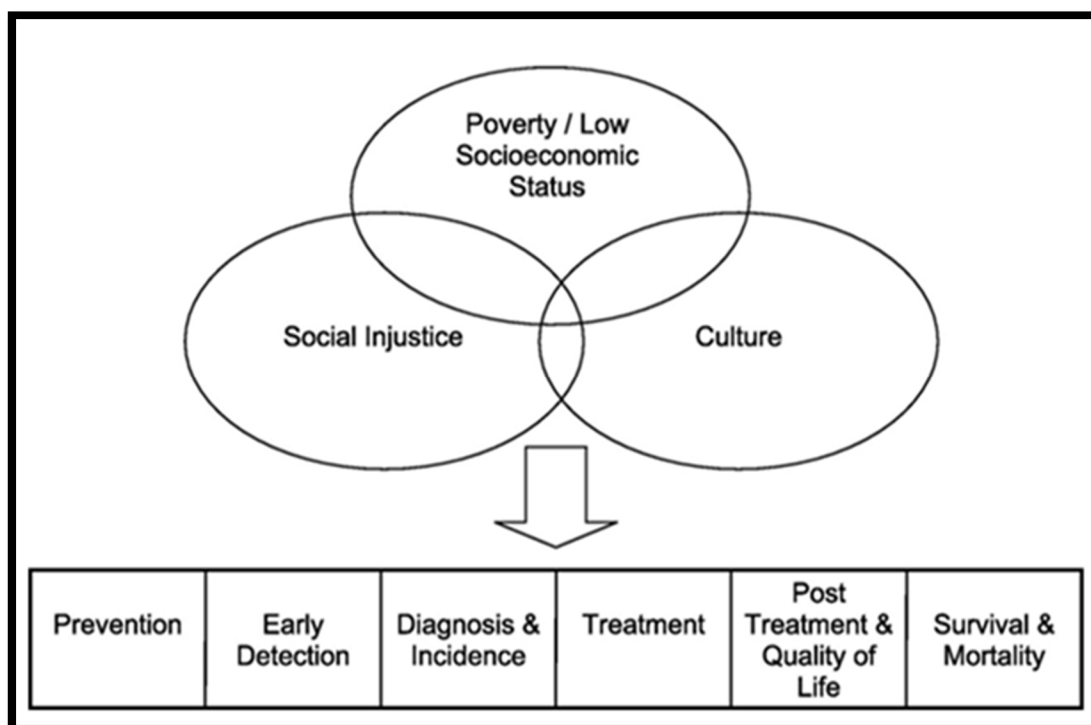 Poverty / Low
Socioeconomic
Status
Social Injustice
Culture
Prevention
Early
Detection
Diagnosis &
Incidence
Treatment
Post
Treatment &
Quality of
Life
Survival &
Mortality